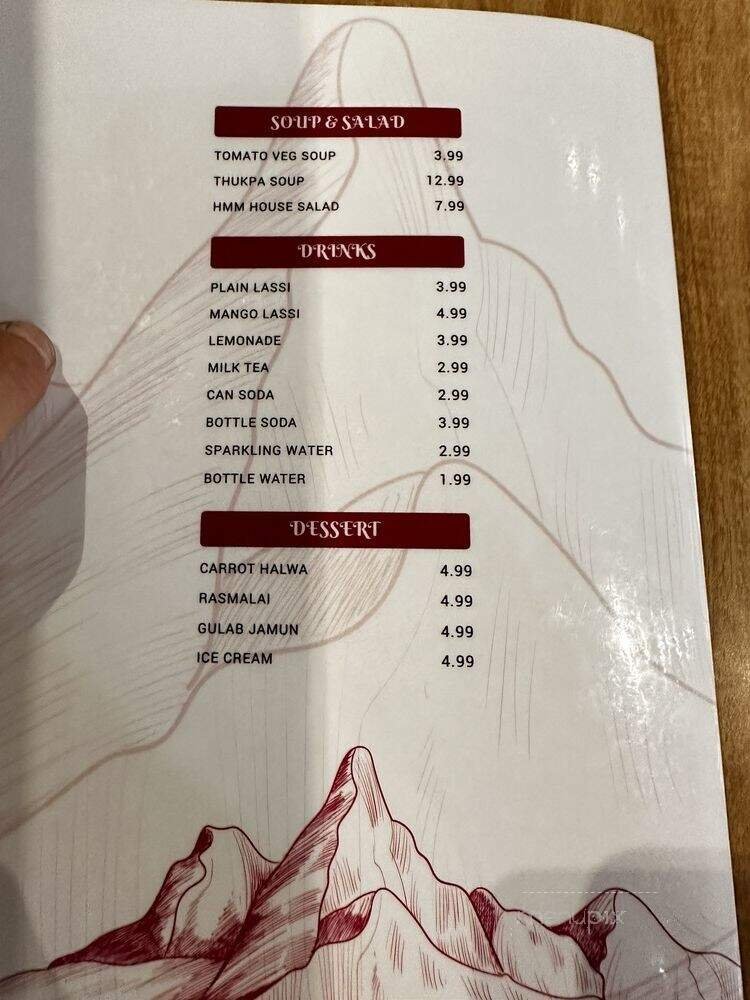 SOUP & SALAD
TOMATO VEG SOUP 3.99
THUKPA SOUP 12.99
HMM HOUSE SALAD 7.99
DRINKS
PLAIN LASSI 3.99
MANGO LASSI 4.99
LEMONADE 3.99
MILK TEA 2.99
CAN SODA 2.99
BOTTLE SODA 3.99
SPARKLING WATER 2.99
BOTTLE WATER 1.99
DESSERT
CARROT HALWA 4.99
RASMALAI 4.99
GULAB JAMUN 4.99
ICE CREAM 4.99